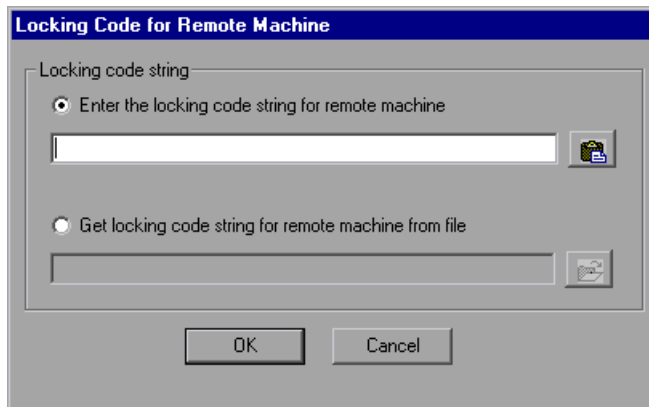 Locking Code for Remote Machine
Locking code string
Enter the locking code string for remote machine
Get locking code string for remote machine from file
OK
Cancel